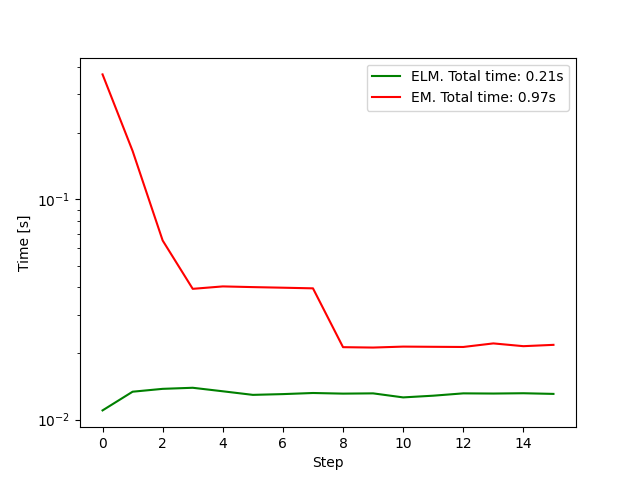 ELM. Total time: 0.21s
EM. Total time: 0.97s
10⁻¹
10⁻²
Time [s]
0 2 4 6 8 10 12 14
Step